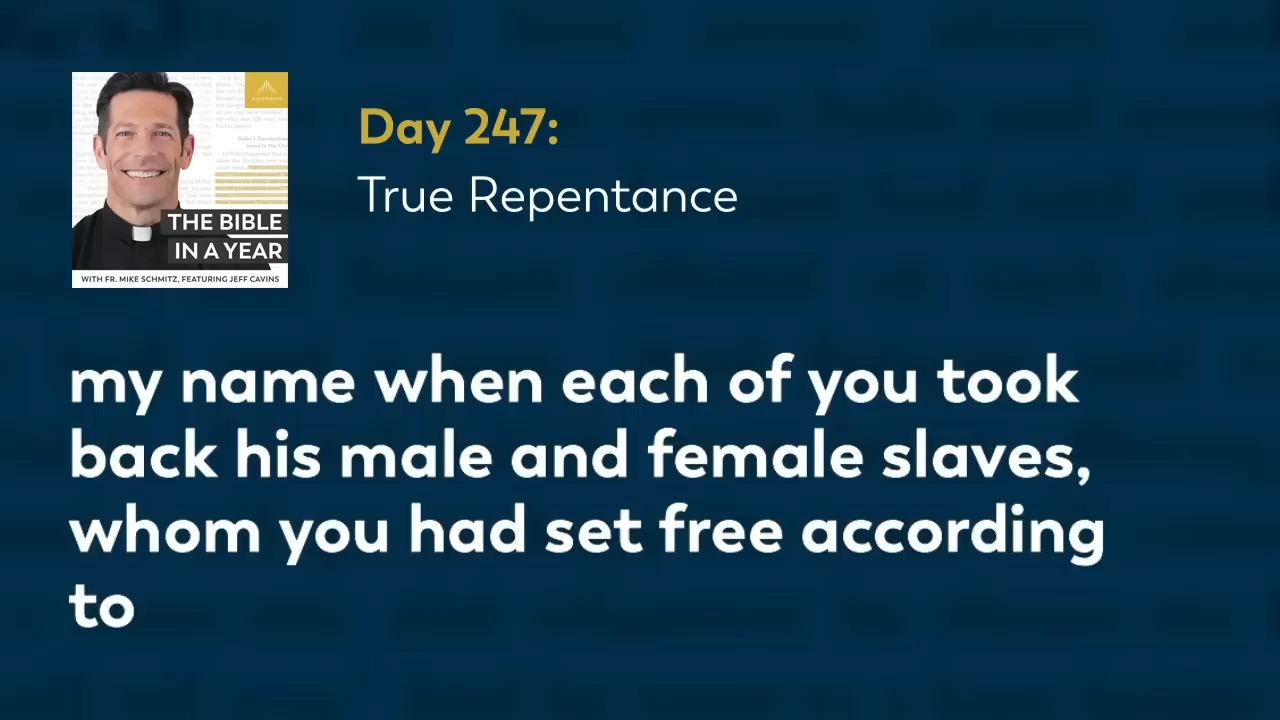 Day 247:
True Repentance
THE BIBLE
IN A YEAR
WITH FR. MIKE SCHMITZ, FEATURING JEFF CAVINS
my name when each of you took
back his male and female slaves,
whom you had set free according
to